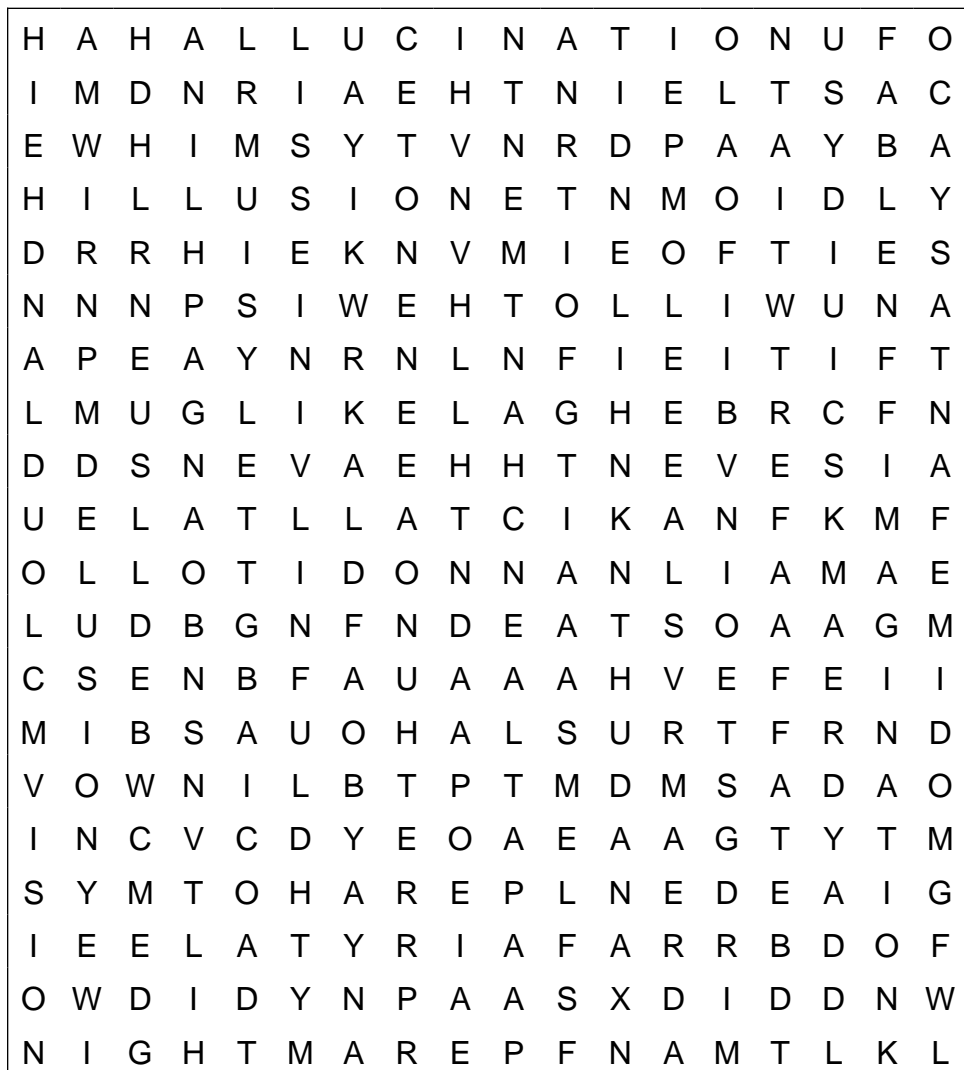 H A H A L L U C I N A T I O N U F O
I M D N R I A E H T N I E L T S A C
E W H I M S Y T V N R D P A A Y B A
H I L L U S I O N E T N M O I D L Y
D R R H I E K N V M I E O F T I E S
N N N P S I W E H T O L L I W U N A
A P E A Y N R N L N F I E I T I F T
L M U G L I K E L A G H E B R C F N
D D S N E V A E H H T N E V E S I A
U E L A T L L A T C I K A N F K M F
O L L O T I D O N N A N L I A M A E
L U D B G N F N D E A T S O A A G M
C S E N B F A U A A A H V E F E I I
M I B S A U O H A L S U R T F R N D
V O W N I L B T P T M D M S A D A O
I N C V C D Y E O A E A A G T Y T M
S Y M T O H A R E P L N E D E A I G
I E E L A T Y R I A F A R R B D O F
O W D I D Y N P A A S X D I D D N W
N I G H T M A R E P F N A M T L K L